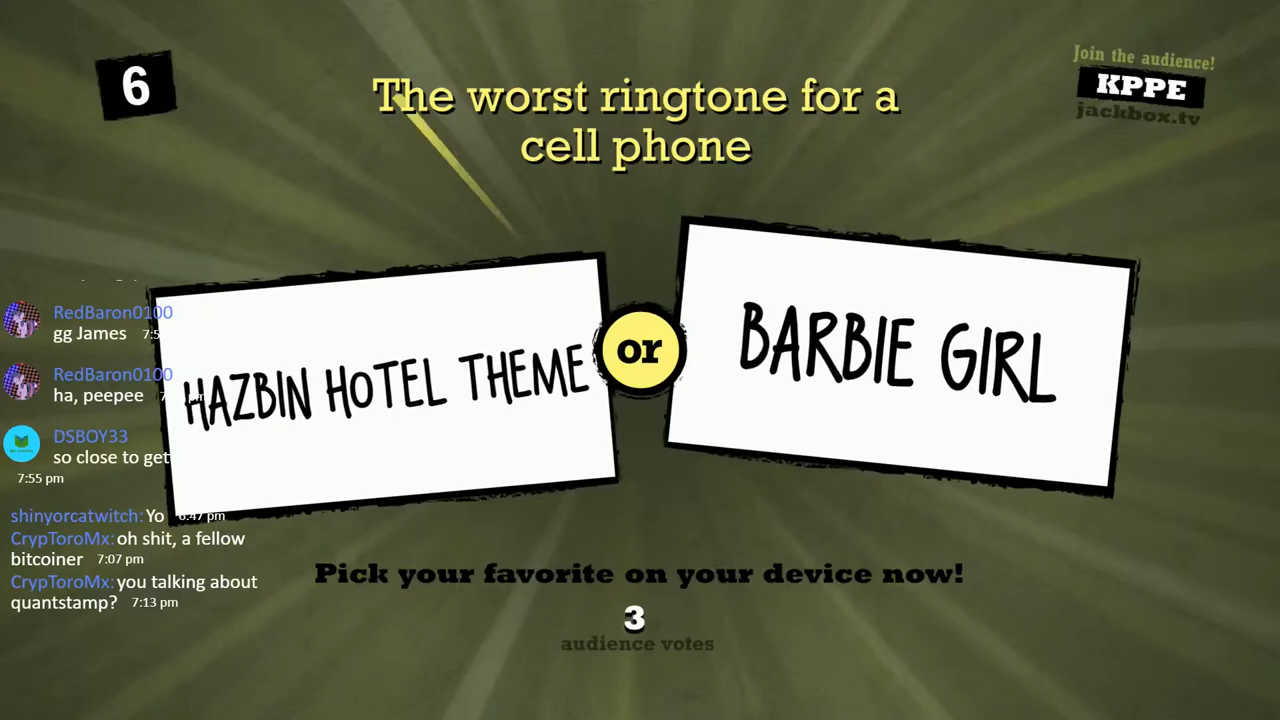 6
The worst ringtone for a
cell phone
Join the audience!
KPPE
jackbox.tv
HAZBIN HOTEL THEME
or
BARBIE GIRL
RedBaron0100
gg James
RedBaron0100
ha, peepee
DSBOY33
so close to get
7:55 pm
shinyorcatwitch: Yo 6:47 pm
CrypToroMx: oh shit, a fellow
bitcoiner 7:07 pm
CrypToroMx: you talking about
quantstamp? 7:13 pm
Pick your favorite on your device now!
3
audience votes